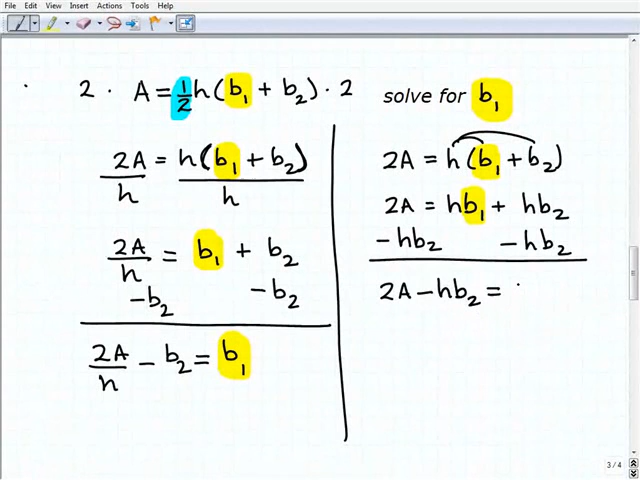 File Edit View Insert Actions Tools Help
2 · A = 1/2 h(b₁ + b₂) · 2 solve for b₁
2A/h = h(b₁ + b₂)/h
2A/h = b₁ + b₂
-b₂ -b₂
2A/h - b₂ = b₁
2A = h(b₁ + b₂)
2A = hb₁ + hb₂
-hb₂ -hb₂
2A - hb₂ =
3 / 4